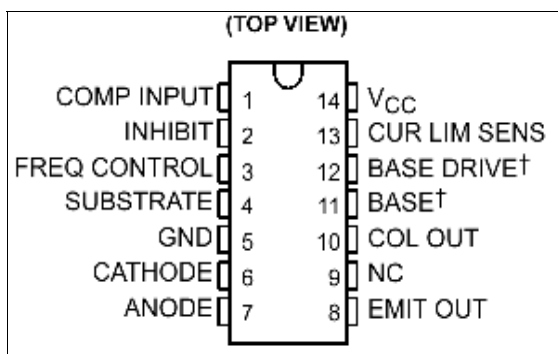 (TOP VIEW)
COMP INPUT 1 14 VCC
INHIBIT 2 13 CUR LIM SENS
FREQ CONTROL 3 12 BASE DRIVE†
SUBSTRATE 4 11 BASE†
GND 5 10 COL OUT
CATHODE 6 9 NC
ANODE 7 8 EMIT OUT